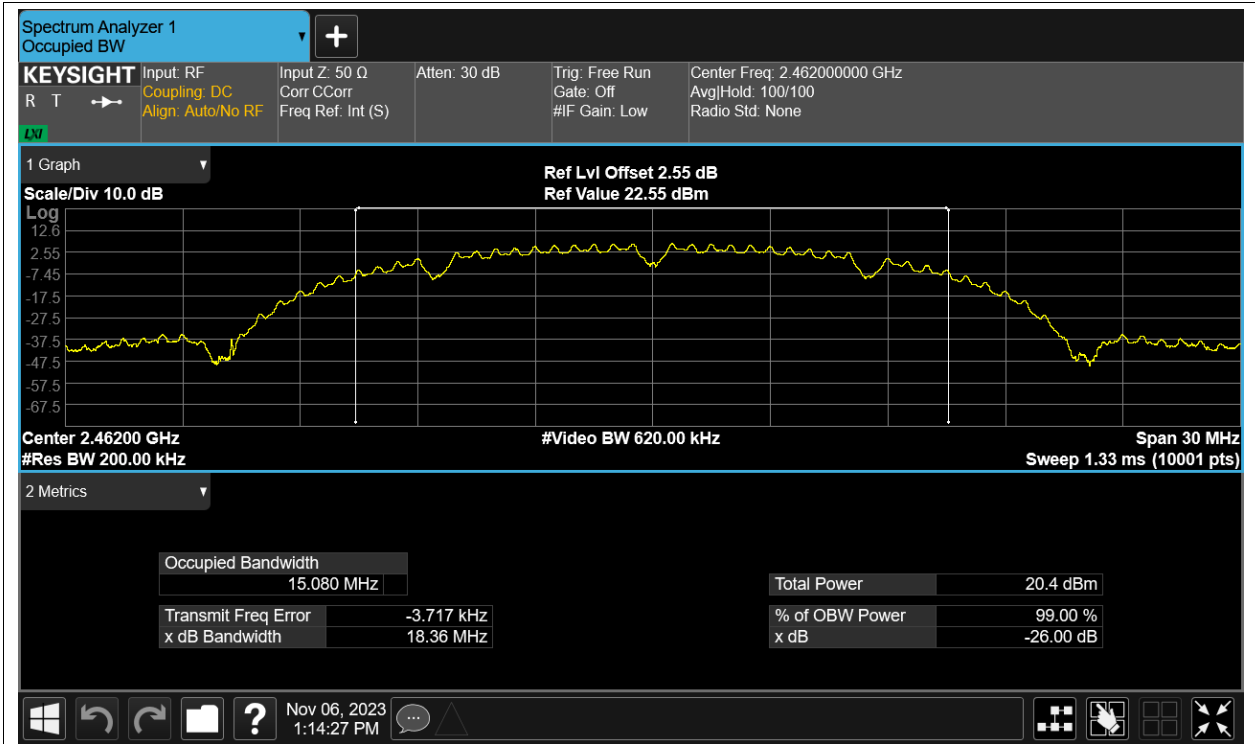 Spectrum Analyzer 1
Occupied BW
KEYSIGHT
R T
LXI
Input: RF
Coupling: DC
Align: Auto/No RF
Input Z: 50 Ω
Corr CCorr
Freq Ref: Int (S)
Atten: 30 dB
Trig: Free Run
Gate: Off
#IF Gain: Low
Center Freq: 2.462000000 GHz
Avg|Hold: 100/100
Radio Std: None
1 Graph
Scale/Div 10.0 dB
Ref Lvl Offset 2.55 dB
Ref Value 22.55 dBm
Log
12.6
2.55
-7.45
-17.5
-27.5
-37.5
-47.5
-57.5
-67.5
Center 2.46200 GHz
#Video BW 620.00 kHz
Span 30 MHz
#Res BW 200.00 kHz
Sweep 1.33 ms (10001 pts)
2 Metrics
Occupied Bandwidth
15.080 MHz
Total Power 20.4 dBm
Transmit Freq Error -3.717 kHz
% of OBW Power 99.00 %
x dB Bandwidth 18.36 MHz
x dB -26.00 dB
?
Nov 06, 2023
1:14:27 PM